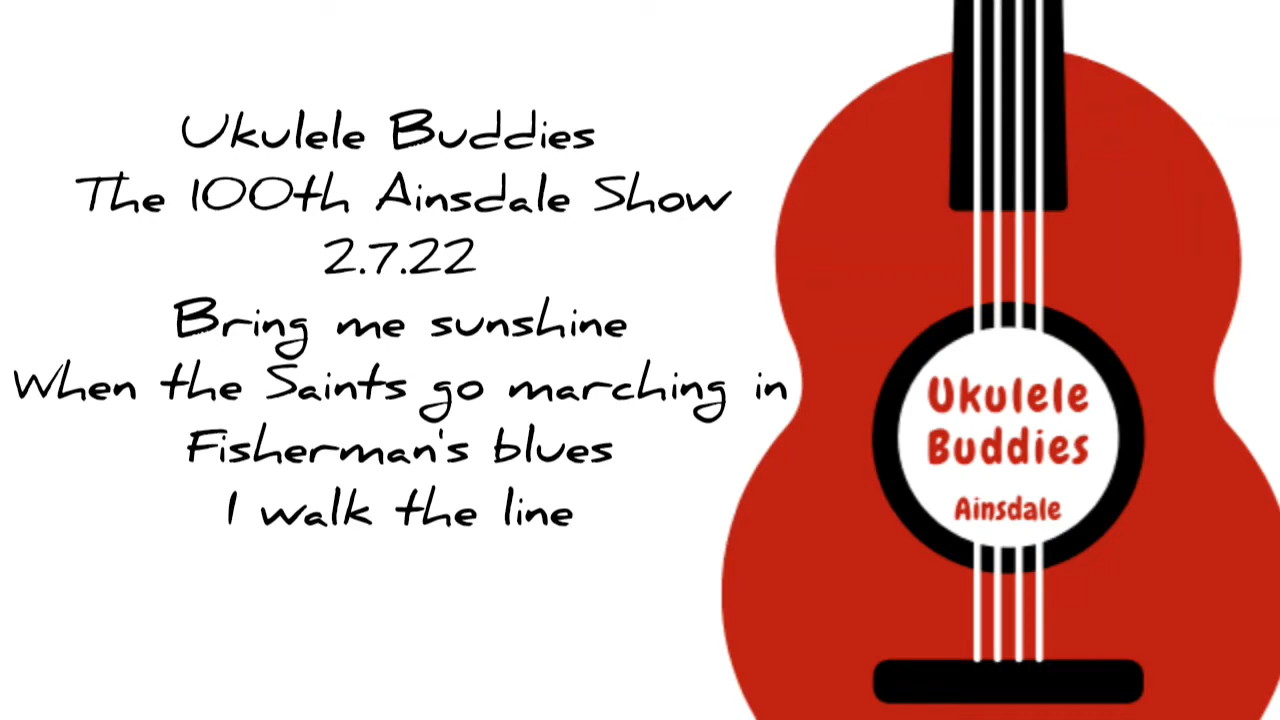 Ukulele Buddies
The 100th Ainsdale Show
2.7.22
Bring me sunshine
When the Saints go marching in
Fisherman's blues
I walk the line
Ukulele
Buddies
Ainsdale